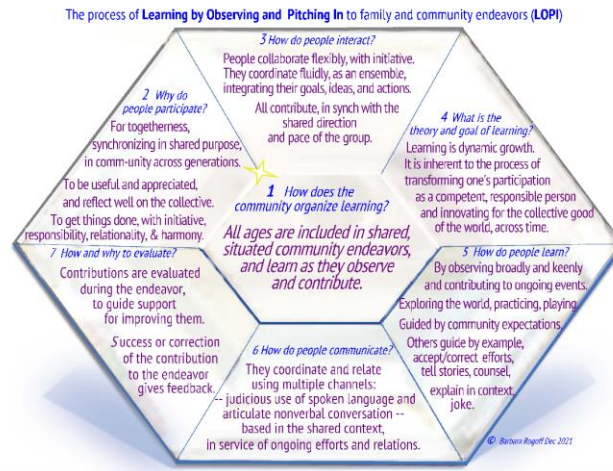 The process of Learning by Observing and Pitching In to family and community endeavors (LOPI)
3 How do people interact?
People collaborate flexibly, with initiative.
They coordinate fluidly, as an ensemble,
integrating their goals, ideas, and actions.
All contribute, in synch with the
shared direction
and pace of the group.
2 Why do
people participate?
For togetherness,
synchronizing in shared purpose,
in comm-unity across generations.
To be useful and appreciated,
and reflect well on the collective.
To get things done, with initiative,
responsibility, relationality, & harmony.
4 What is the
theory and goal of learning?
Learning is dynamic growth.
It is inherent to the process of
transforming one's participation
as a competent, responsible person
and innovating for the collective good
of the world, across time.
1 How does the
community organize learning?
All ages are included in shared,
situated community endeavors,
and learn as they observe
and contribute.
7 How and why to evaluate?
Contributions are evaluated
during the endeavor,
to guide support
for improving them.
Success or correction
of the contribution
to the endeavor
gives feedback.
5 How do people learn?
By observing broadly and keenly
and contributing to ongoing events.
Exploring the world, practicing, playing.
Guided by community expectations.
Others guide by example,
accept/correct efforts,
tell stories, counsel,
explain in context,
joke.
6 How do people communicate?
They coordinate and relate
using multiple channels:
-- judicious use of spoken language and
articulate nonverbal conversation --
based in the shared context,
in service of ongoing efforts and relations.
© Barbara Rogoff Dec 2021